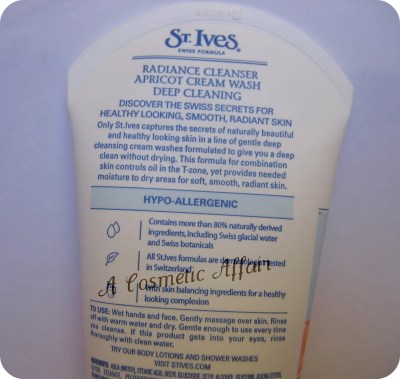 ST. IVES
SWISS FORMULA
RADIANCE CLEANSER
APRICOT CREAM WASH
DEEP CLEANING
DISCOVER THE SWISS SECRETS FOR
HEALTHY LOOKING, SMOOTH, RADIANT SKIN
Only St.Ives captures the secrets of naturally beautiful
and healthy looking skin in a line of gentle deep
cleansing cream washes formulated to give you a deep
clean without drying. This formula for combination
skin controls oil in the T-zone, yet provides needed
moisture to dry areas for soft, smooth, radiant skin.
HYPO-ALLERGENIC
Contains more than 80% naturally derived
ingredients, including Swiss glacial water
and Swiss botanicals
All St.Ives formulas are tested
in Switzerland
A Cosmetic Affair
With skin balancing ingredients for a healthy
looking complexion
TO USE: Wet hands and face. Gently massage over skin. Rinse
off with warm water and dry. Gentle enough to use every time
you cleanse. If this product gets into your eyes, rinse
thoroughly with clean water.
TRY OUR BODY LOTIONS AND SHOWER WASHES
VISIT STIVES.COM
INGREDIENTS: STEARIC ACID, CETYL ALCOHOL,